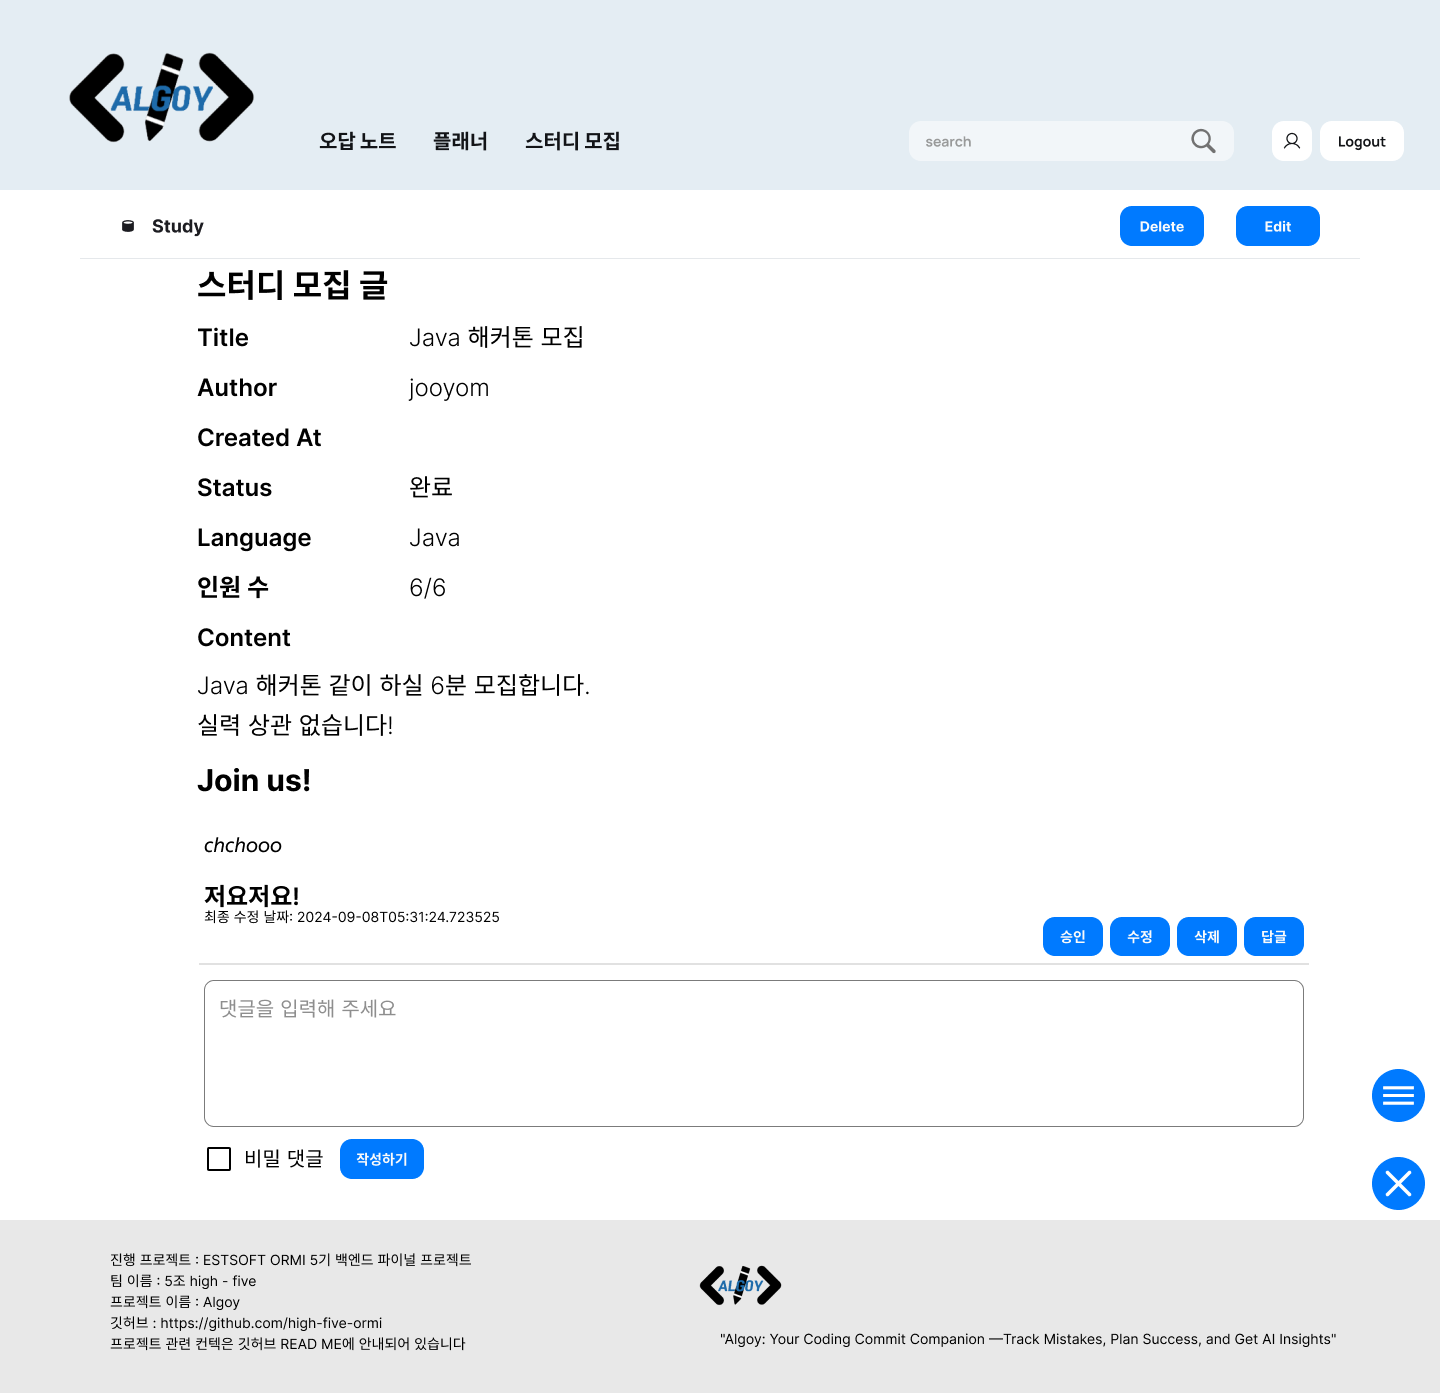 ALGOY
오답 노트 플래너 스터디 모집 search Logout
Study Delete Edit
스터디 모집 글
Title Java 해커톤 모집
Author jooyom
Created At
Status 완료
Language Java
인원 수 6/6
Content
Java 해커톤 같이 하실 6분 모집합니다.
실력 상관 없습니다!
Join us!
chchooo
저요저요!
최종 수정 날짜: 2024-09-08T05:31:24.723525
승인 수정 삭제 답글
댓글을 입력해 주세요
비밀 댓글 작성하기
진행 프로젝트 : ESTSOFT ORMI 5기 백엔드 파이널 프로젝트
팀 이름 : 5조 high - five
프로젝트 이름 : Algoy
깃허브 : https://github.com/high-five-ormi
프로젝트 관련 컨텍은 깃허브 READ ME에 안내되어 있습니다
ALGOY
"Algoy: Your Coding Commit Companion —Track Mistakes, Plan Success, and Get AI Insights"